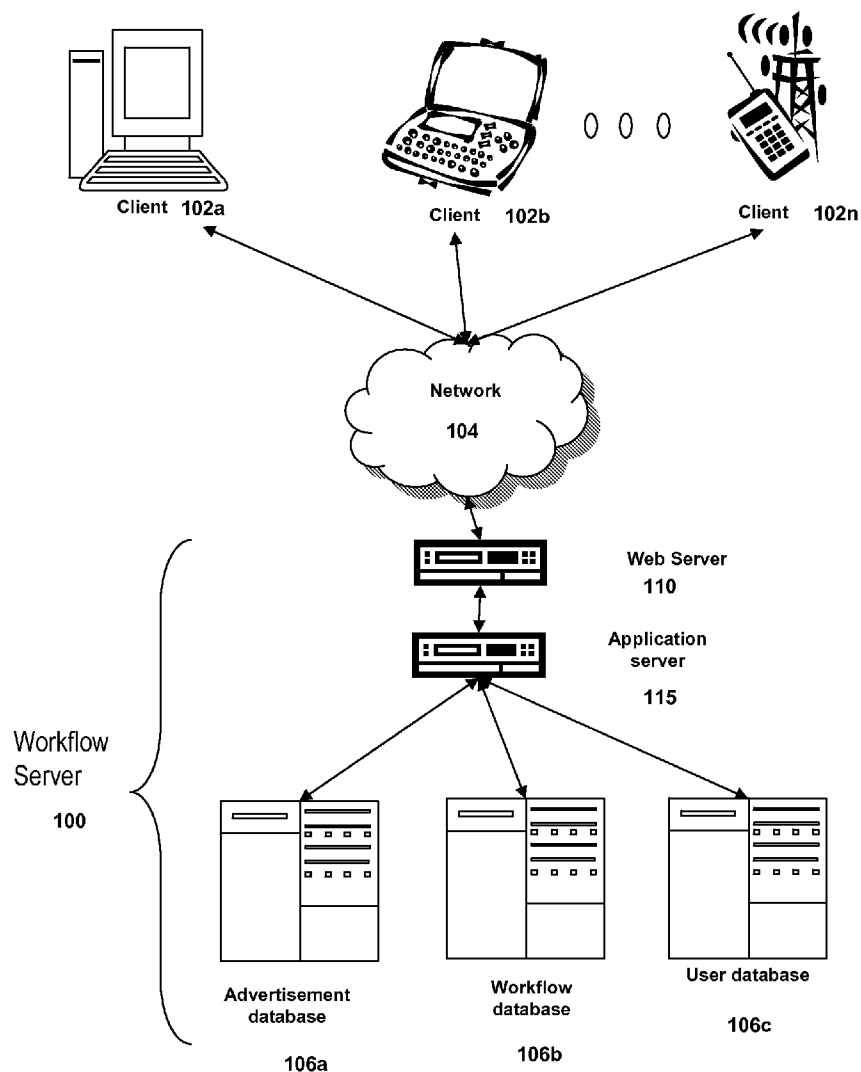 Client 102a
Client 102b
Client 102n
Network
104
Web Server
110
Application
server
115
Workflow
Server
100
Advertisement
database
106a
Workflow
database
106b
User database
106c